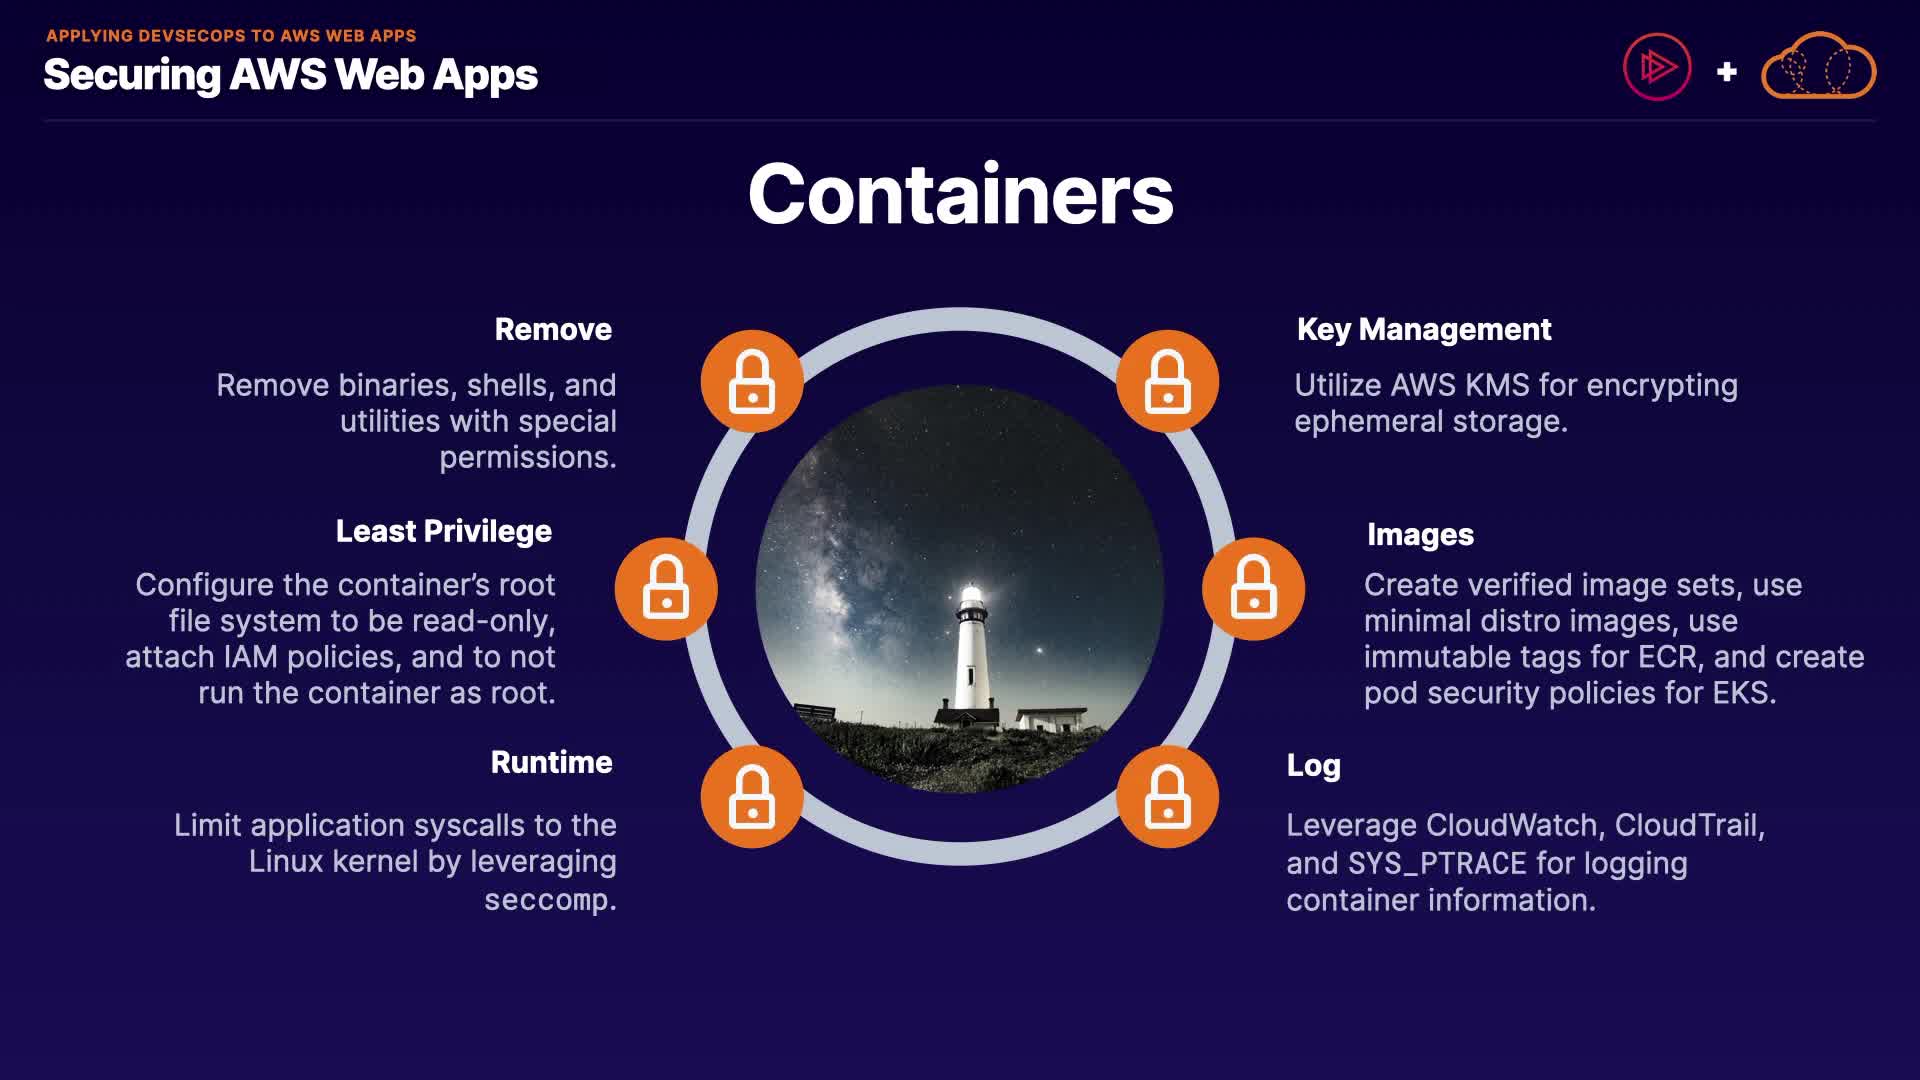 APPLYING DEVSECOPS TO AWS WEB APPS
Securing AWS Web Apps
Containers
Remove
Remove binaries, shells, and
utilities with special
permissions.
Least Privilege
Configure the container’s root
file system to be read-only,
attach IAM policies, and to not
run the container as root.
Runtime
Limit application syscalls to the
Linux kernel by leveraging
seccomp.
Key Management
Utilize AWS KMS for encrypting
ephemeral storage.
Images
Create verified image sets, use
minimal distro images, use
immutable tags for ECR, and create
pod security policies for EKS.
Log
Leverage CloudWatch, CloudTrail,
and SYS_PTRACE for logging
container information.